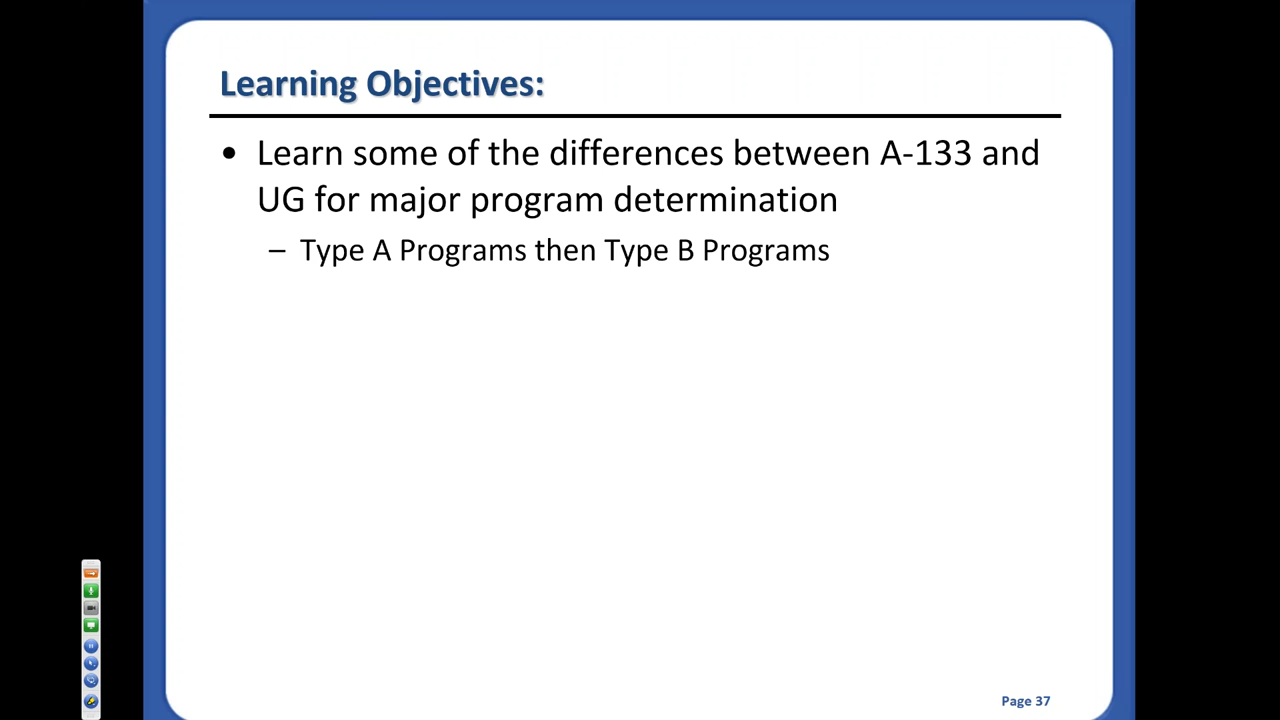 Learning Objectives:
• Learn some of the differences between A-133 and
UG for major program determination
– Type A Programs then Type B Programs
Page 37